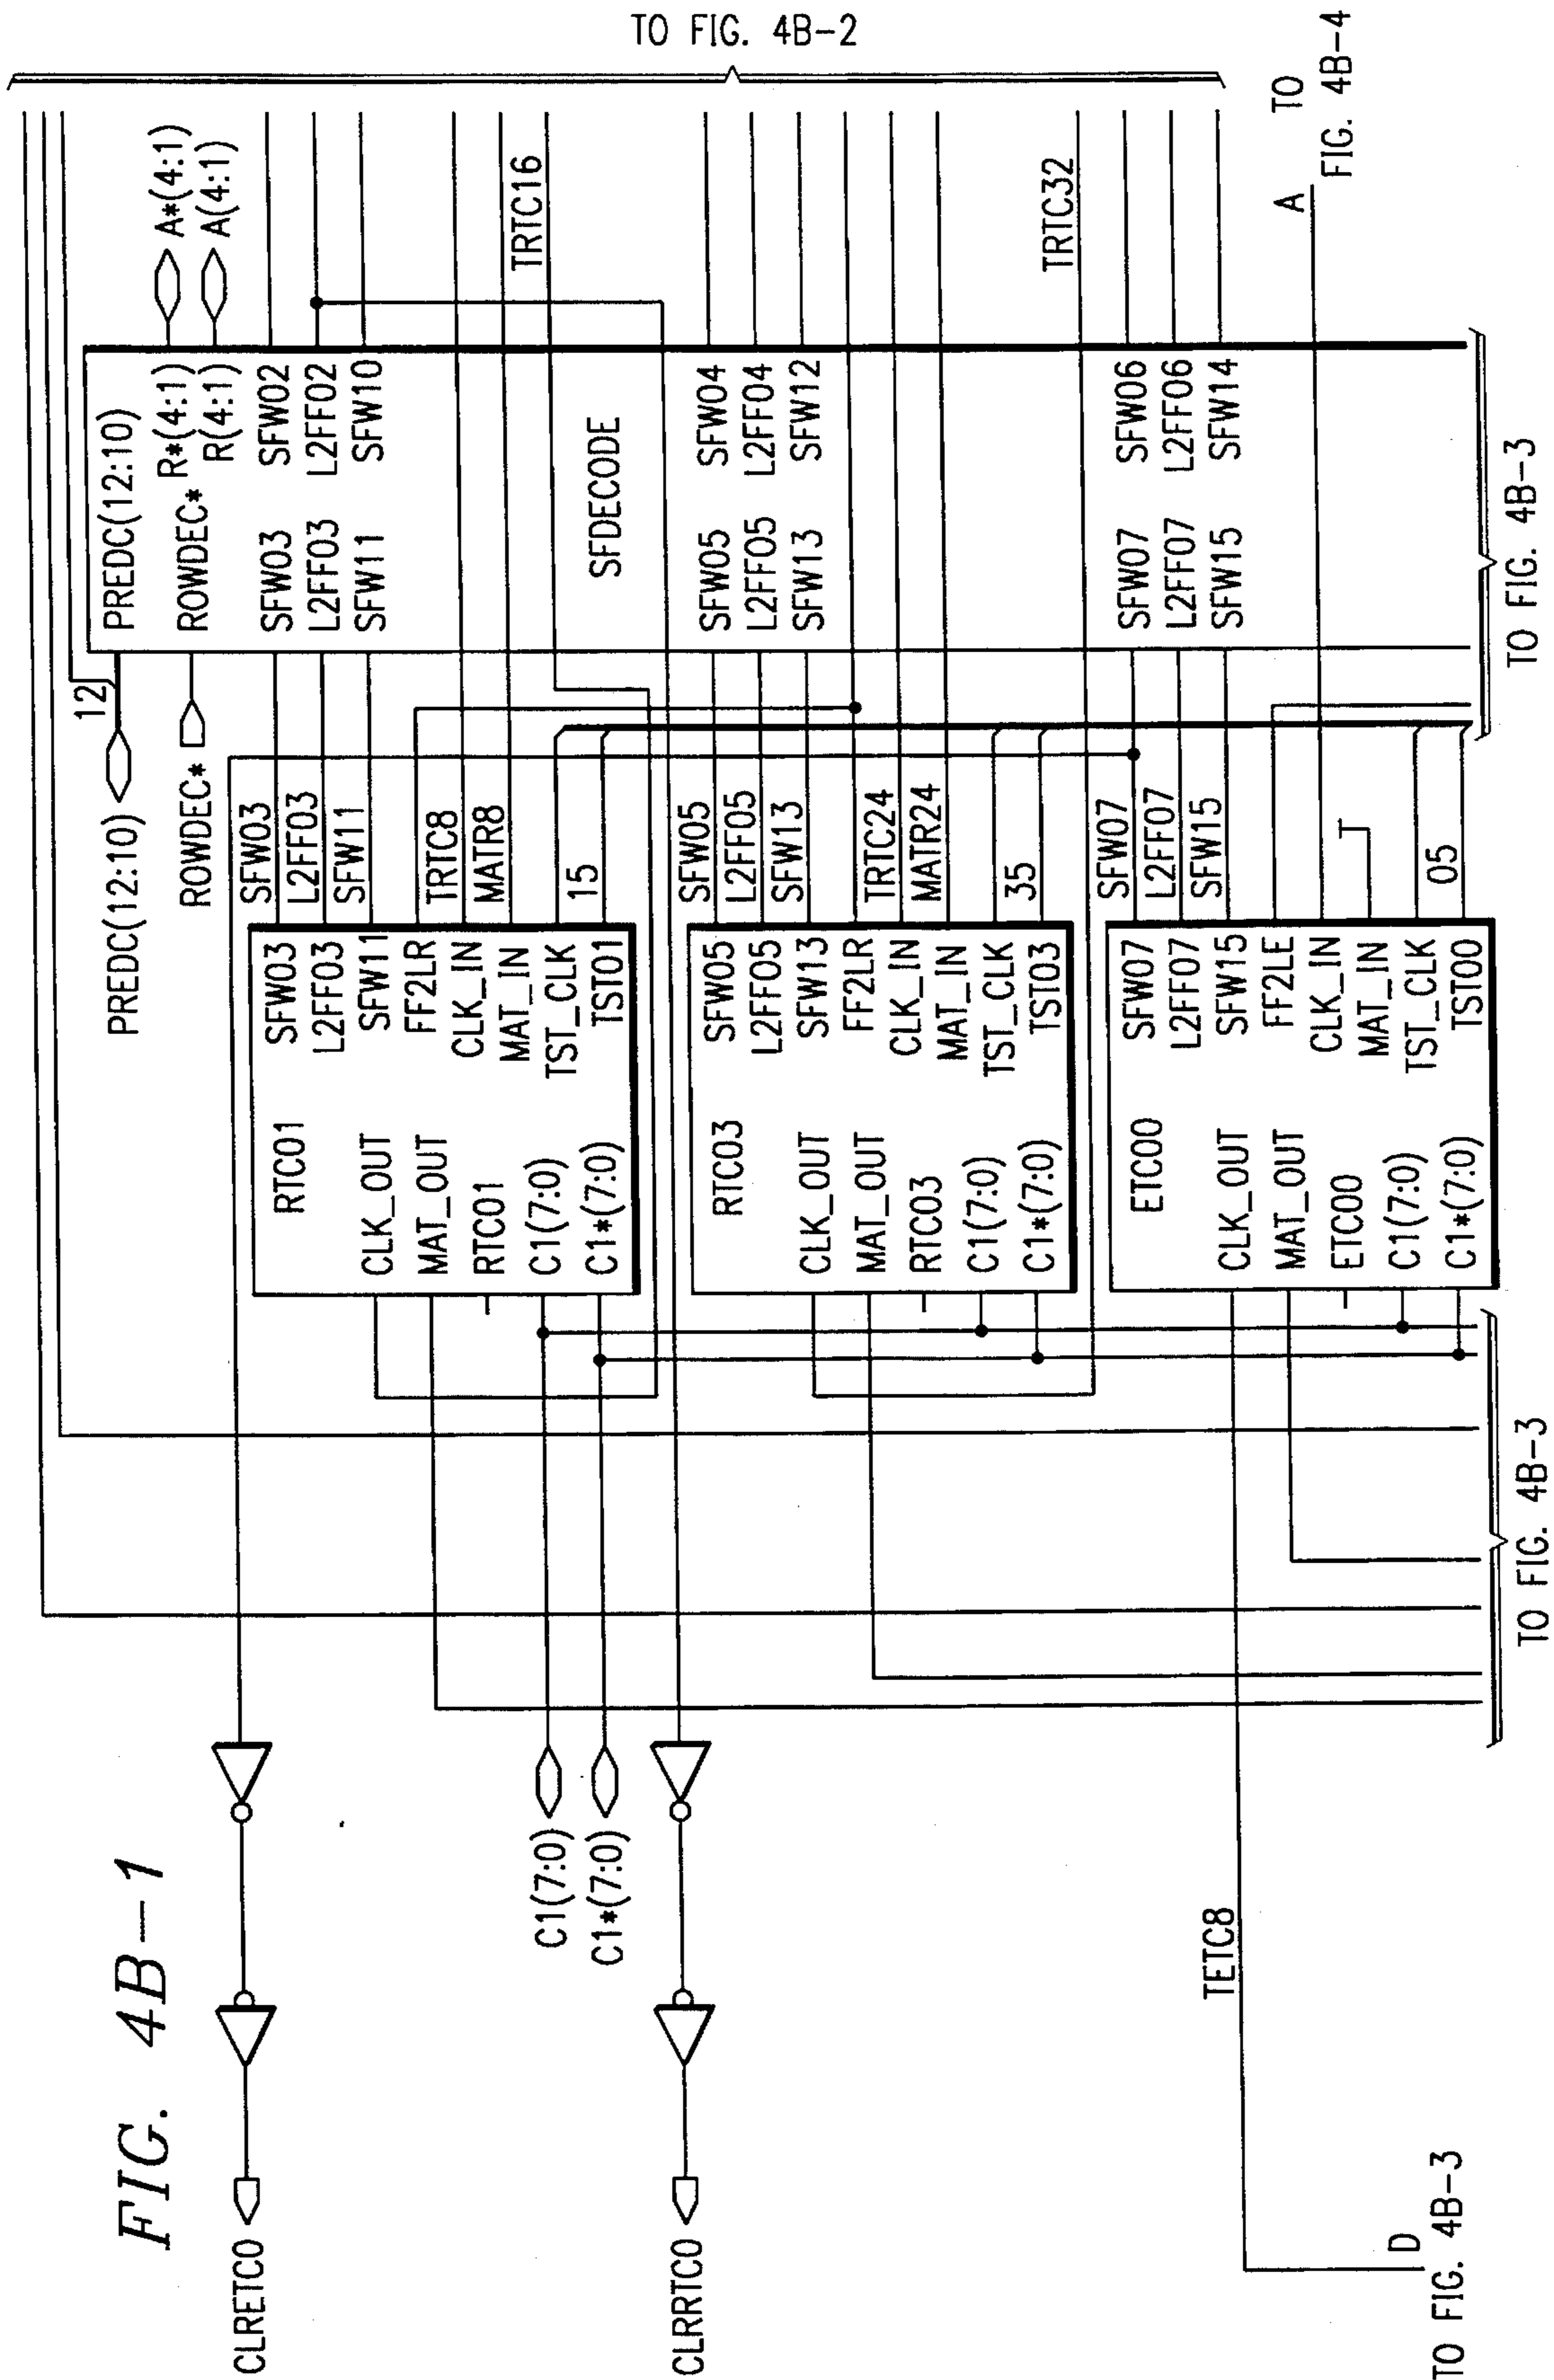 FIG. 4B-1
TO FIG. 4B-2
PREDC(12:10)
12
ROWDEC*
PREDC(12:10)
ROWDEC*
R*(4:1)
R(4:1)
A*(4:1)
A(4:1)
SFW03
L2FF03
SFW11
SFW02
L2FF02
SFW10
SFDECODE
SFW05
L2FF05
SFW13
SFW04
L2FF04
SFW12
SFW07
L2FF07
SFW15
SFW06
L2FF06
SFW14
TRTC16
TRTC32
A TO
FIG. 4B-4
SFW03
L2FF03
SFW11
TRTC8
MATR8
15
SFW05
L2FF05
SFW13
TRTC24
MATR24
35
SFW07
L2FF07
SFW15
05
RTC01
CLK_OUT
MAT_OUT
RTC01
C1(7:0)
C1*(7:0)
SFW03
L2FF03
SFW11
FF2LR
CLK_IN
MAT_IN
TST_CLK
TST01
RTC03
CLK_OUT
MAT_OUT
RTC03
C1(7:0)
C1*(7:0)
SFW05
L2FF05
SFW13
FF2LR
CLK_IN
MAT_IN
TST_CLK
TST03
ETC00
CLK_OUT
MAT_OUT
ETC00
C1(7:0)
C1*(7:0)
SFW07
L2FF07
SFW15
FF2LE
CLK_IN
MAT_IN
TST_CLK
TST00
CLRETC0
C1(7:0)
C1*(7:0)
CLRRTC0
TETC8
D
TO FIG. 4B-3
TO FIG. 4B-3
TO FIG. 4B-3